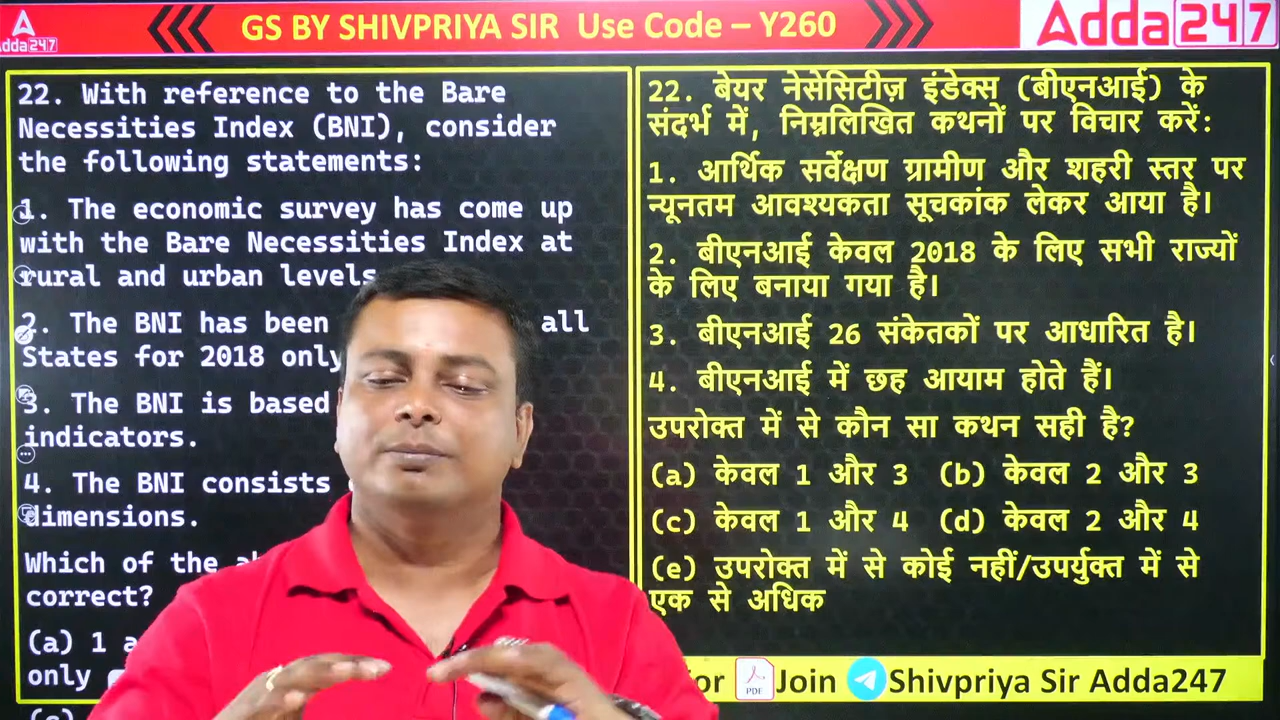 Adda247
GS BY SHIVPRIYA SIR Use Code – Y260
Adda247
22. With reference to the Bare
Necessities Index (BNI), consider
the following statements:
1. The economic survey has come up
with the Bare Necessities Index at
rural and urban levels
2. The BNI has been all
States for 2018 only
3. The BNI is based
indicators.
4. The BNI consists
dimensions.
Which of the
correct?
(a) 1
only
22. बेयर नेसेसिटीज़ इंडेक्स (बीएनआई) के
संदर्भ में, निम्नलिखित कथनों पर विचार करें:
1. आर्थिक सर्वेक्षण ग्रामीण और शहरी स्तर पर
न्यूनतम आवश्यकता सूचकांक लेकर आया है।
2. बीएनआई केवल 2018 के लिए सभी राज्यों
के लिए बनाया गया है।
3. बीएनआई 26 संकेतकों पर आधारित है।
4. बीएनआई में छह आयाम होते हैं।
उपरोक्त में से कौन सा कथन सही है?
(a) केवल 1 और 3 (b) केवल 2 और 3
(c) केवल 1 और 4 (d) केवल 2 और 4
(e) उपरोक्त में से कोई नहीं/उपर्युक्त में से
एक से अधिक
for PDF Join Shivpriya Sir Adda247